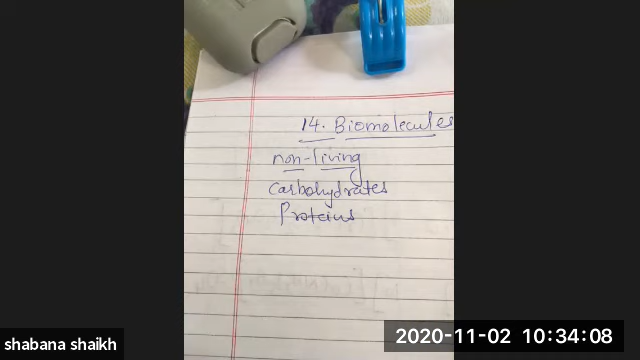 14. Biomolecules
non-living
Carbohydrates
Proteins
shabana shaikh
2020-11-02 10:34:08